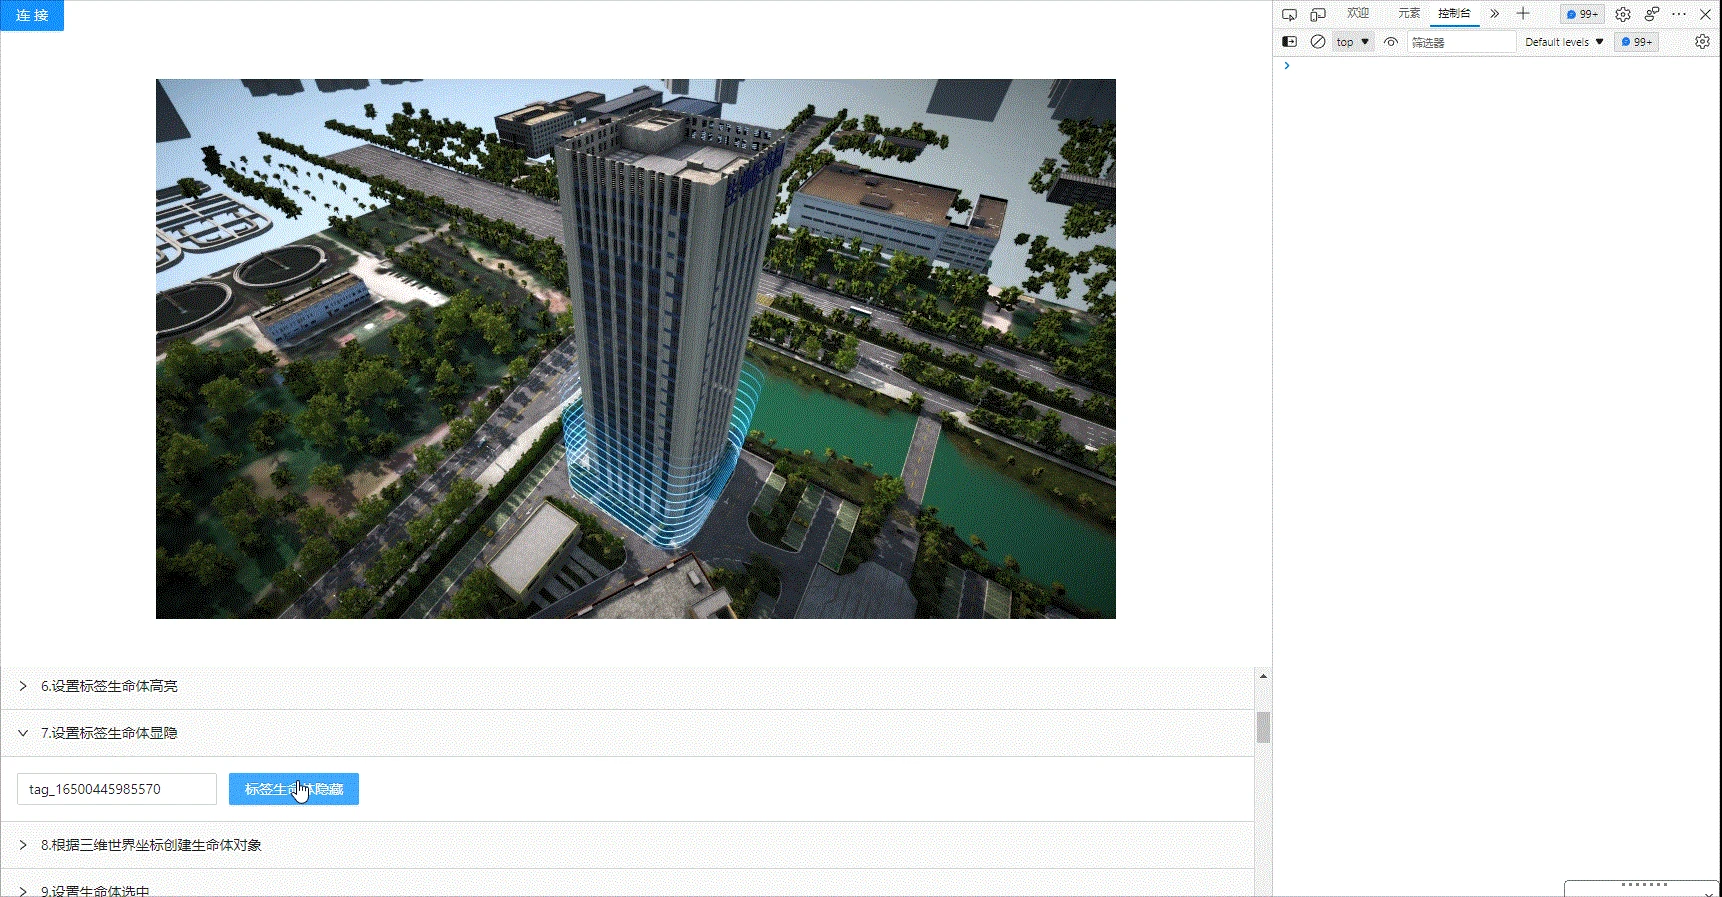 连 接
欢迎 元素 控制台 99+
top 筛选器 Default levels 99+
6.设置标签生命体高亮
7.设置标签生命体显隐
tag_16500445985570 标签生命体隐藏
8.根据三维世界坐标创建生命体对象
9.设置生命体选中